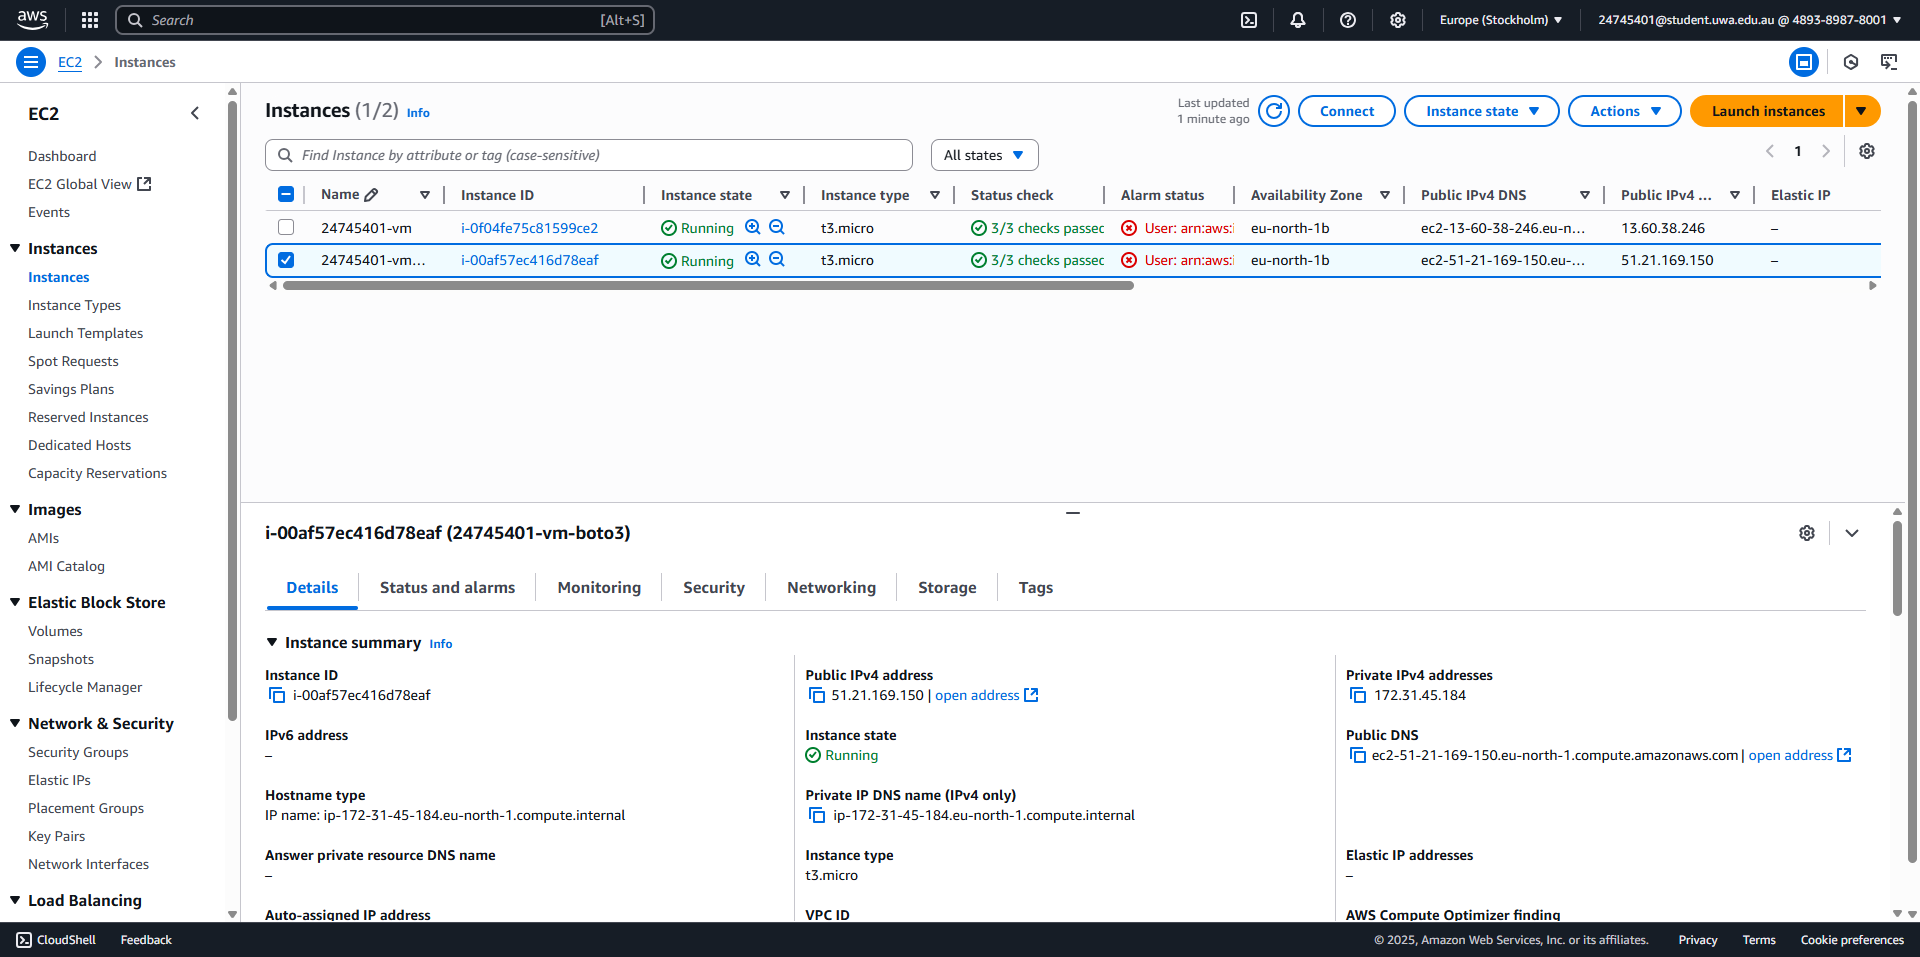 aws
Search [Alt+S]
Europe (Stockholm)
24745401@student.uwa.edu.au @ 4893-8987-8001
EC2 Instances
EC2
Dashboard
EC2 Global View
Events
Instances
Instances
Instance Types
Launch Templates
Spot Requests
Savings Plans
Reserved Instances
Dedicated Hosts
Capacity Reservations
Images
AMIs
AMI Catalog
Elastic Block Store
Volumes
Snapshots
Lifecycle Manager
Network & Security
Security Groups
Elastic IPs
Placement Groups
Key Pairs
Network Interfaces
Load Balancing
Instances (1/2) Info
Last updated
1 minute ago
Connect
Instance state
Actions
Launch instances
Find Instance by attribute or tag (case-sensitive)
All states
1
Name Instance ID Instance state Instance type Status check Alarm status Availability Zone Public IPv4 DNS Public IPv4 ... Elastic IP
24745401-vm i-0f04fe75c81599ce2 Running t3.micro 3/3 checks passec User: arn:aws:i eu-north-1b ec2-13-60-38-246.eu-n... 13.60.38.246 –
24745401-vm... i-00af57ec416d78eaf Running t3.micro 3/3 checks passec User: arn:aws:i eu-north-1b ec2-51-21-169-150.eu-... 51.21.169.150 –
i-00af57ec416d78eaf (24745401-vm-boto3)
Details Status and alarms Monitoring Security Networking Storage Tags
Instance summary Info
Instance ID
i-00af57ec416d78eaf
Public IPv4 address
51.21.169.150 | open address
Private IPv4 addresses
172.31.45.184
IPv6 address
–
Instance state
Running
Public DNS
ec2-51-21-169-150.eu-north-1.compute.amazonaws.com | open address
Hostname type
IP name: ip-172-31-45-184.eu-north-1.compute.internal
Private IP DNS name (IPv4 only)
ip-172-31-45-184.eu-north-1.compute.internal
Answer private resource DNS name
–
Instance type
t3.micro
Elastic IP addresses
–
Auto-assigned IP address
VPC ID
AWS Compute Optimizer finding
CloudShell Feedback
© 2025, Amazon Web Services, Inc. or its affiliates. Privacy Terms Cookie preferences